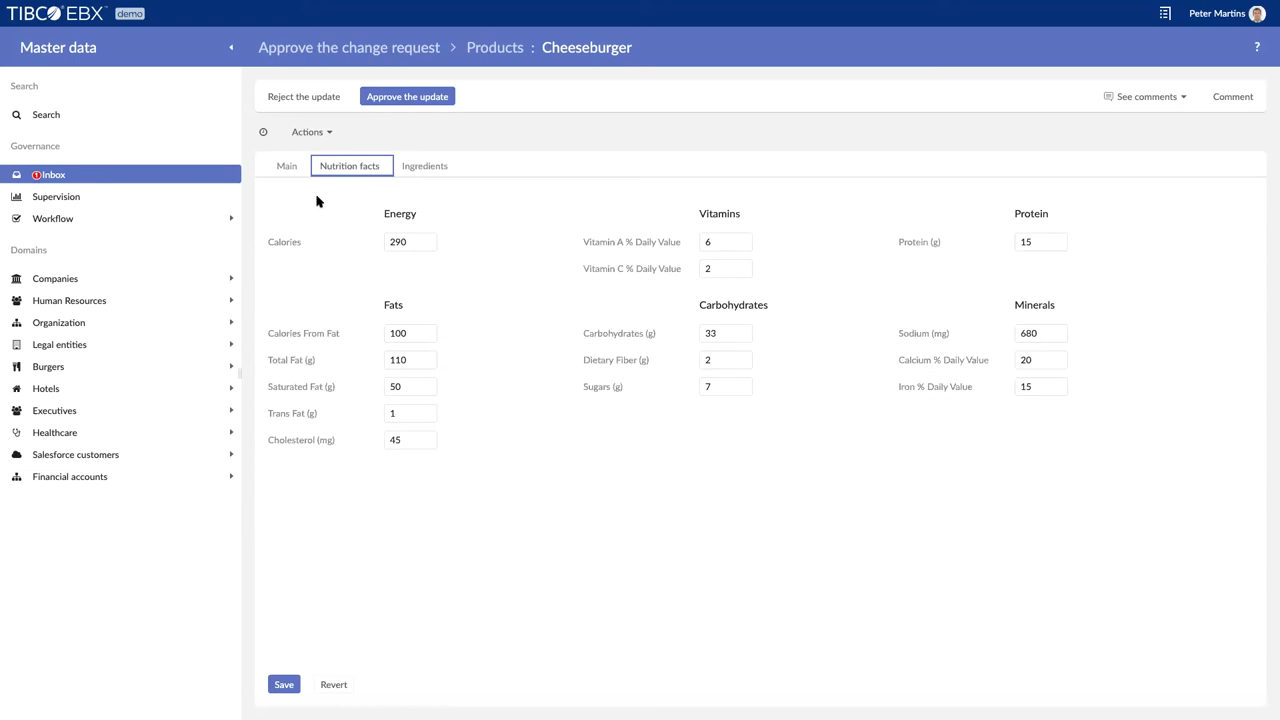 TIBCO EBX demo
Peter Martins
Master data
Approve the change request > Products : Cheeseburger
?
Search
Search
Governance
1 Inbox
Supervision
Workflow
Domains
Companies
Human Resources
Organization
Legal entities
Burgers
Hotels
Executives
Healthcare
Salesforce customers
Financial accounts
Reject the update
Approve the update
See comments
Comment
Actions
Main
Nutrition facts
Ingredients
Energy
Calories 290
Vitamins
Vitamin A % Daily Value 6
Vitamin C % Daily Value 2
Protein
Protein (g) 15
Fats
Calories From Fat 100
Total Fat (g) 110
Saturated Fat (g) 50
Trans Fat (g) 1
Cholesterol (mg) 45
Carbohydrates
Carbohydrates (g) 33
Dietary Fiber (g) 2
Sugars (g) 7
Minerals
Sodium (mg) 680
Calcium % Daily Value 20
Iron % Daily Value 15
Save
Revert